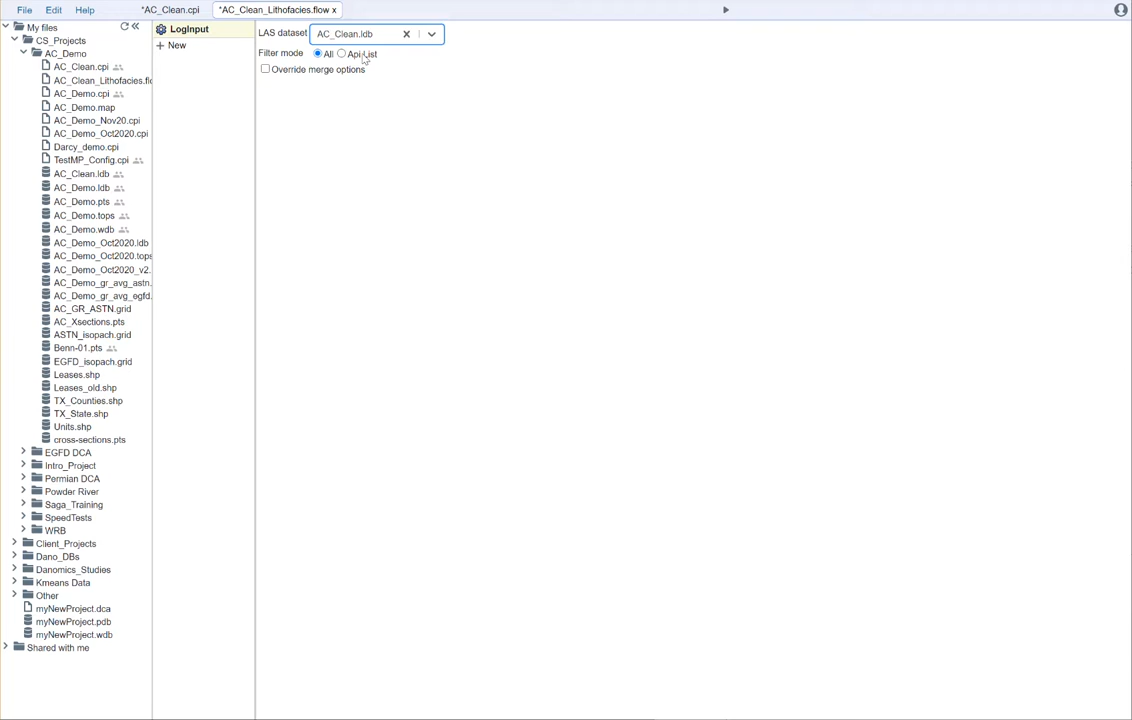 File Edit Help *AC_Clean.cpi *AC_Clean_Lithofacies.flow x
My files
CS_Projects
AC_Demo
AC_Clean.cpi
AC_Clean_Lithofacies.flo
AC_Demo.cpi
AC_Demo.map
AC_Demo_Nov20.cpi
AC_Demo_Oct2020.cpi
Darcy_demo.cpi
TestMP_Config.cpi
AC_Clean.ldb
AC_Demo.ldb
AC_Demo.pts
AC_Demo.tops
AC_Demo.wdb
AC_Demo_Oct2020.ldb
AC_Demo_Oct2020.tops
AC_Demo_Oct2020_v2.
AC_Demo_gr_avg_astn.
AC_Demo_gr_avg_egfd.
AC_GR_ASTN.grid
AC_Xsections.pts
ASTN_isopach.grid
Benn-01.pts
EGFD_isopach.grid
Leases.shp
Leases_old.shp
TX_Counties.shp
TX_State.shp
Units.shp
cross-sections.pts
EGFD DCA
Intro_Project
Permian DCA
Powder River
Saga_Training
SpeedTests
WRB
Client_Projects
Dano_DBs
Danomics_Studies
Kmeans Data
Other
myNewProject.dca
myNewProject.pdb
myNewProject.wdb
Shared with me
LogInput
New
LAS dataset AC_Clean.ldb
Filter mode All Api List
Override merge options